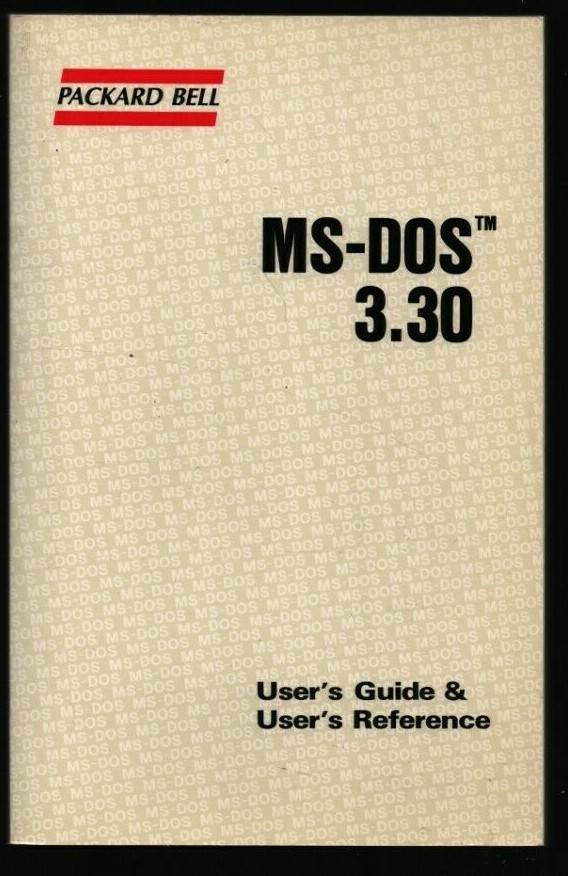 PACKARD BELL
MS-DOS™
3.30
User's Guide &
User's Reference